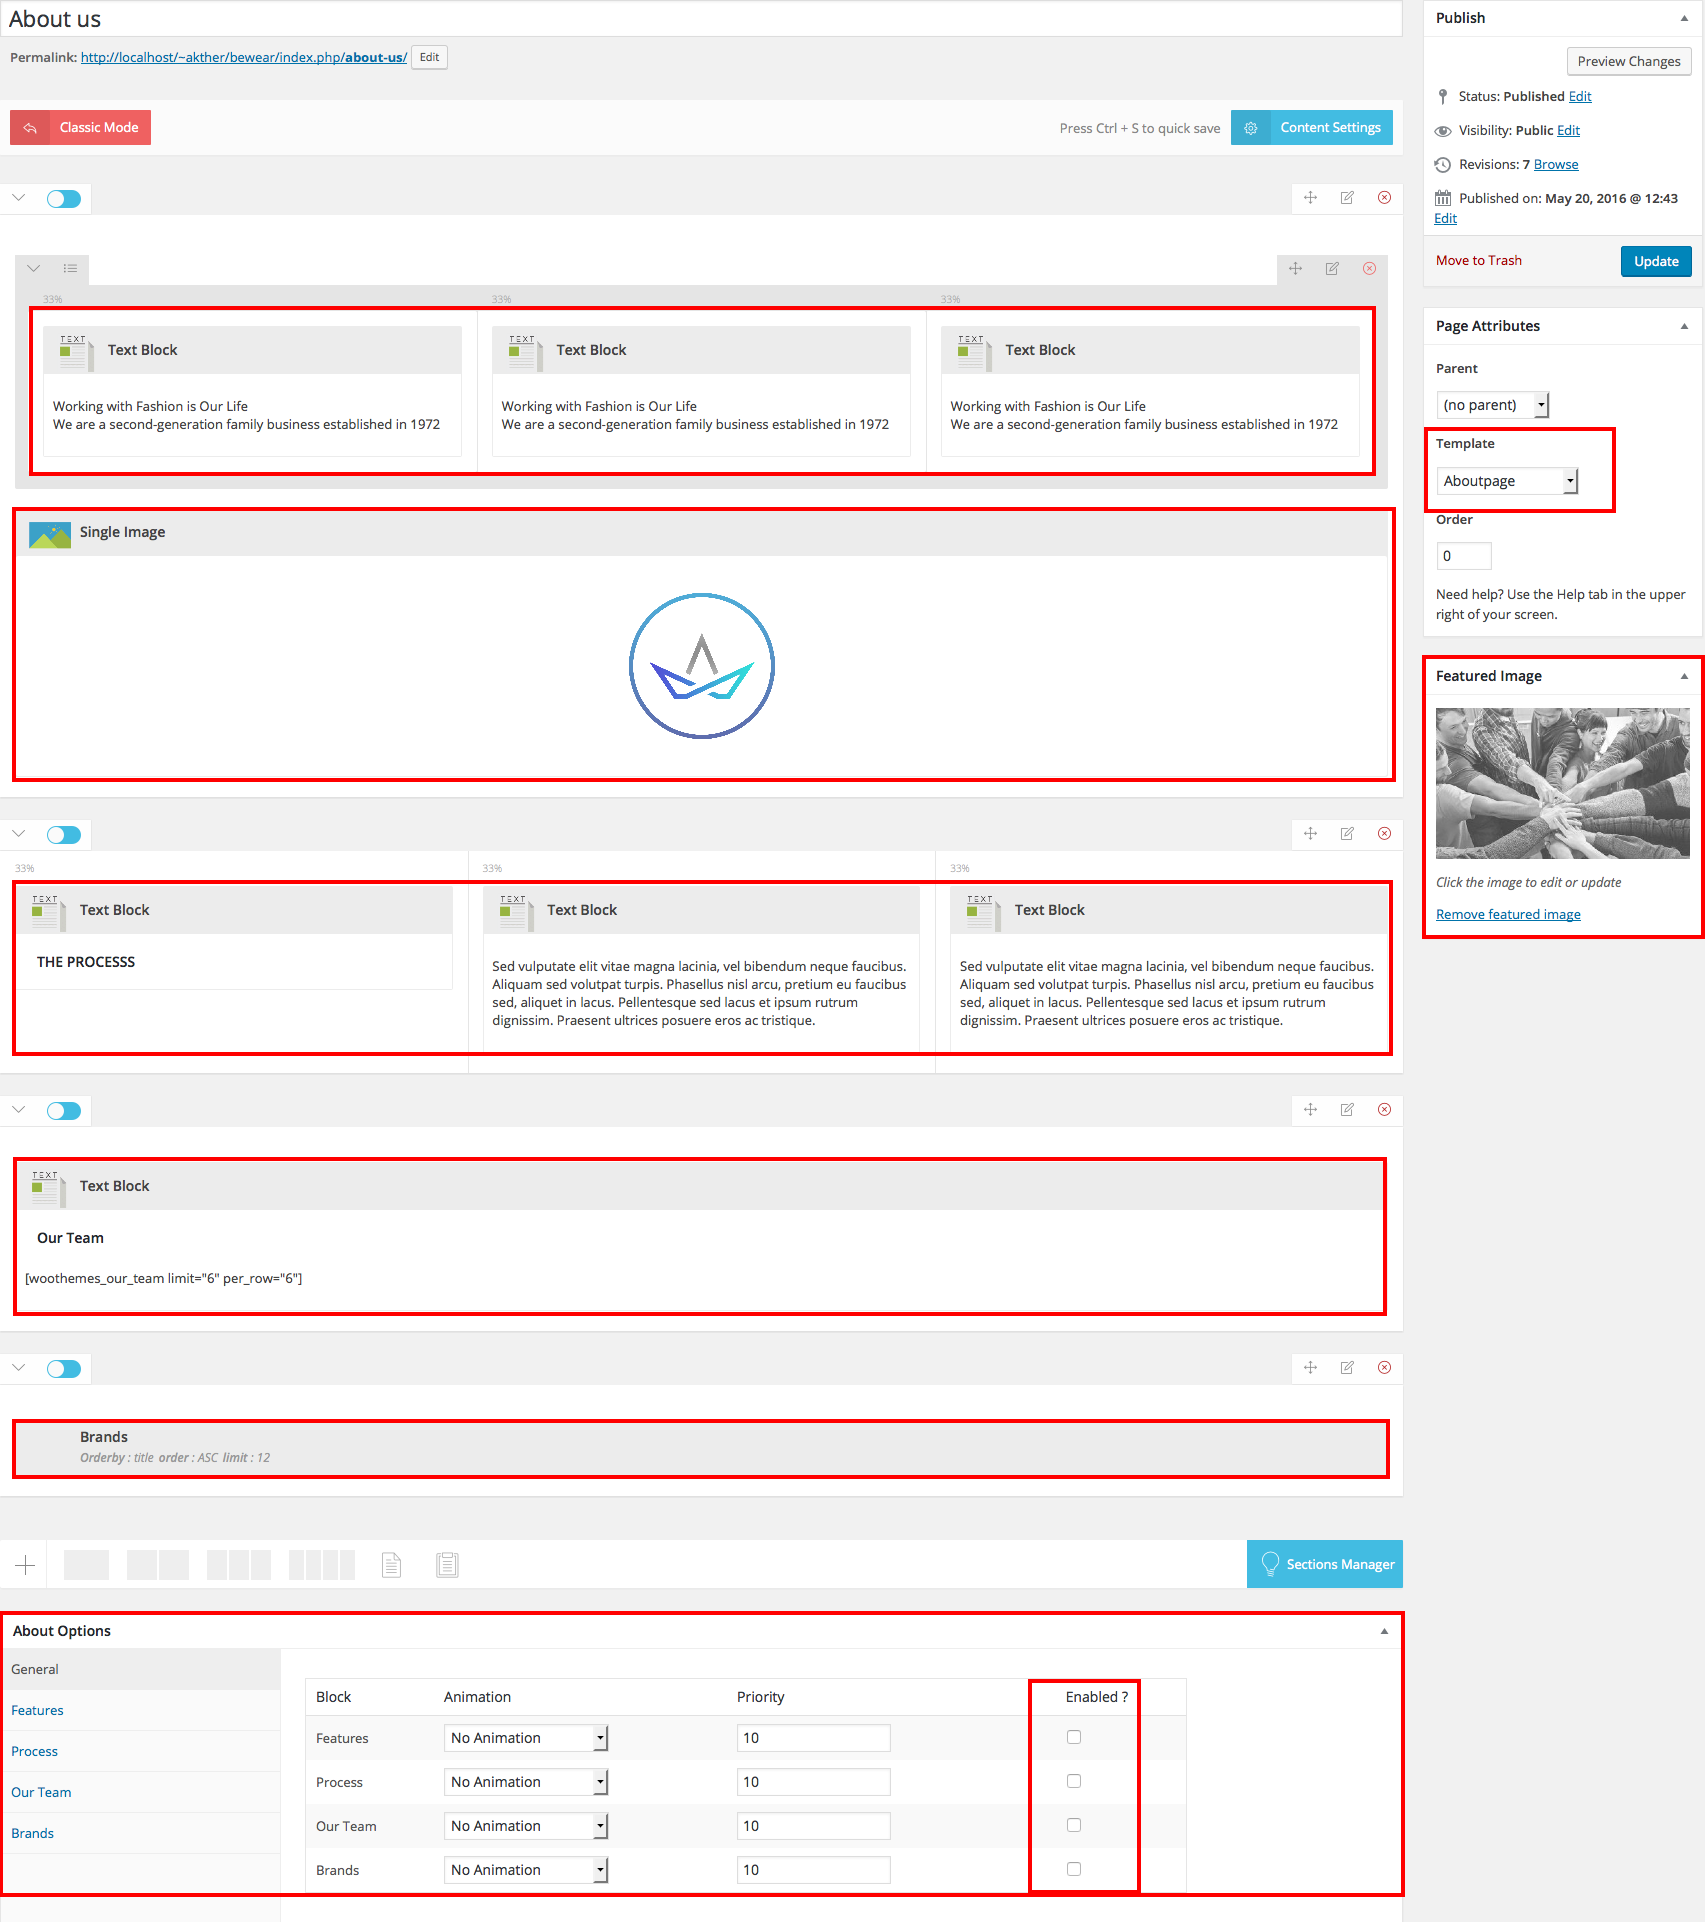 About us
Permalink: http://localhost/~akther/bewear/index.php/about-us/ Edit
Classic Mode
Press Ctrl + S to quick save
Content Settings
33% 33% 33%
TEXT Text Block
Working with Fashion is Our Life
We are a second-generation family business established in 1972
TEXT Text Block
Working with Fashion is Our Life
We are a second-generation family business established in 1972
TEXT Text Block
Working with Fashion is Our Life
We are a second-generation family business established in 1972
Single Image
33% 33% 33%
TEXT Text Block
THE PROCESSS
TEXT Text Block
Sed vulputate elit vitae magna lacinia, vel bibendum neque faucibus.
Aliquam sed volutpat turpis. Phasellus nisl arcu, pretium eu faucibus
sed, aliquet in lacus. Pellentesque sed lacus et ipsum rutrum
dignissim. Praesent ultrices posuere eros ac tristique.
TEXT Text Block
Sed vulputate elit vitae magna lacinia, vel bibendum neque faucibus.
Aliquam sed volutpat turpis. Phasellus nisl arcu, pretium eu faucibus
sed, aliquet in lacus. Pellentesque sed lacus et ipsum rutrum
dignissim. Praesent ultrices posuere eros ac tristique.
TEXT Text Block
Our Team
[woothemes_our_team limit="6" per_row="6"]
Brands
Orderby : title order : ASC limit : 12
Sections Manager
About Options
General
Features
Process
Our Team
Brands
Block Animation Priority Enabled ?
Features No Animation 10
Process No Animation 10
Our Team No Animation 10
Brands No Animation 10
Publish
Preview Changes
Status: Published Edit
Visibility: Public Edit
Revisions: 7 Browse
Published on: May 20, 2016 @ 12:43
Edit
Move to Trash Update
Page Attributes
Parent
(no parent)
Template
Aboutpage
Order
0
Need help? Use the Help tab in the upper
right of your screen.
Featured Image
Click the image to edit or update
Remove featured image